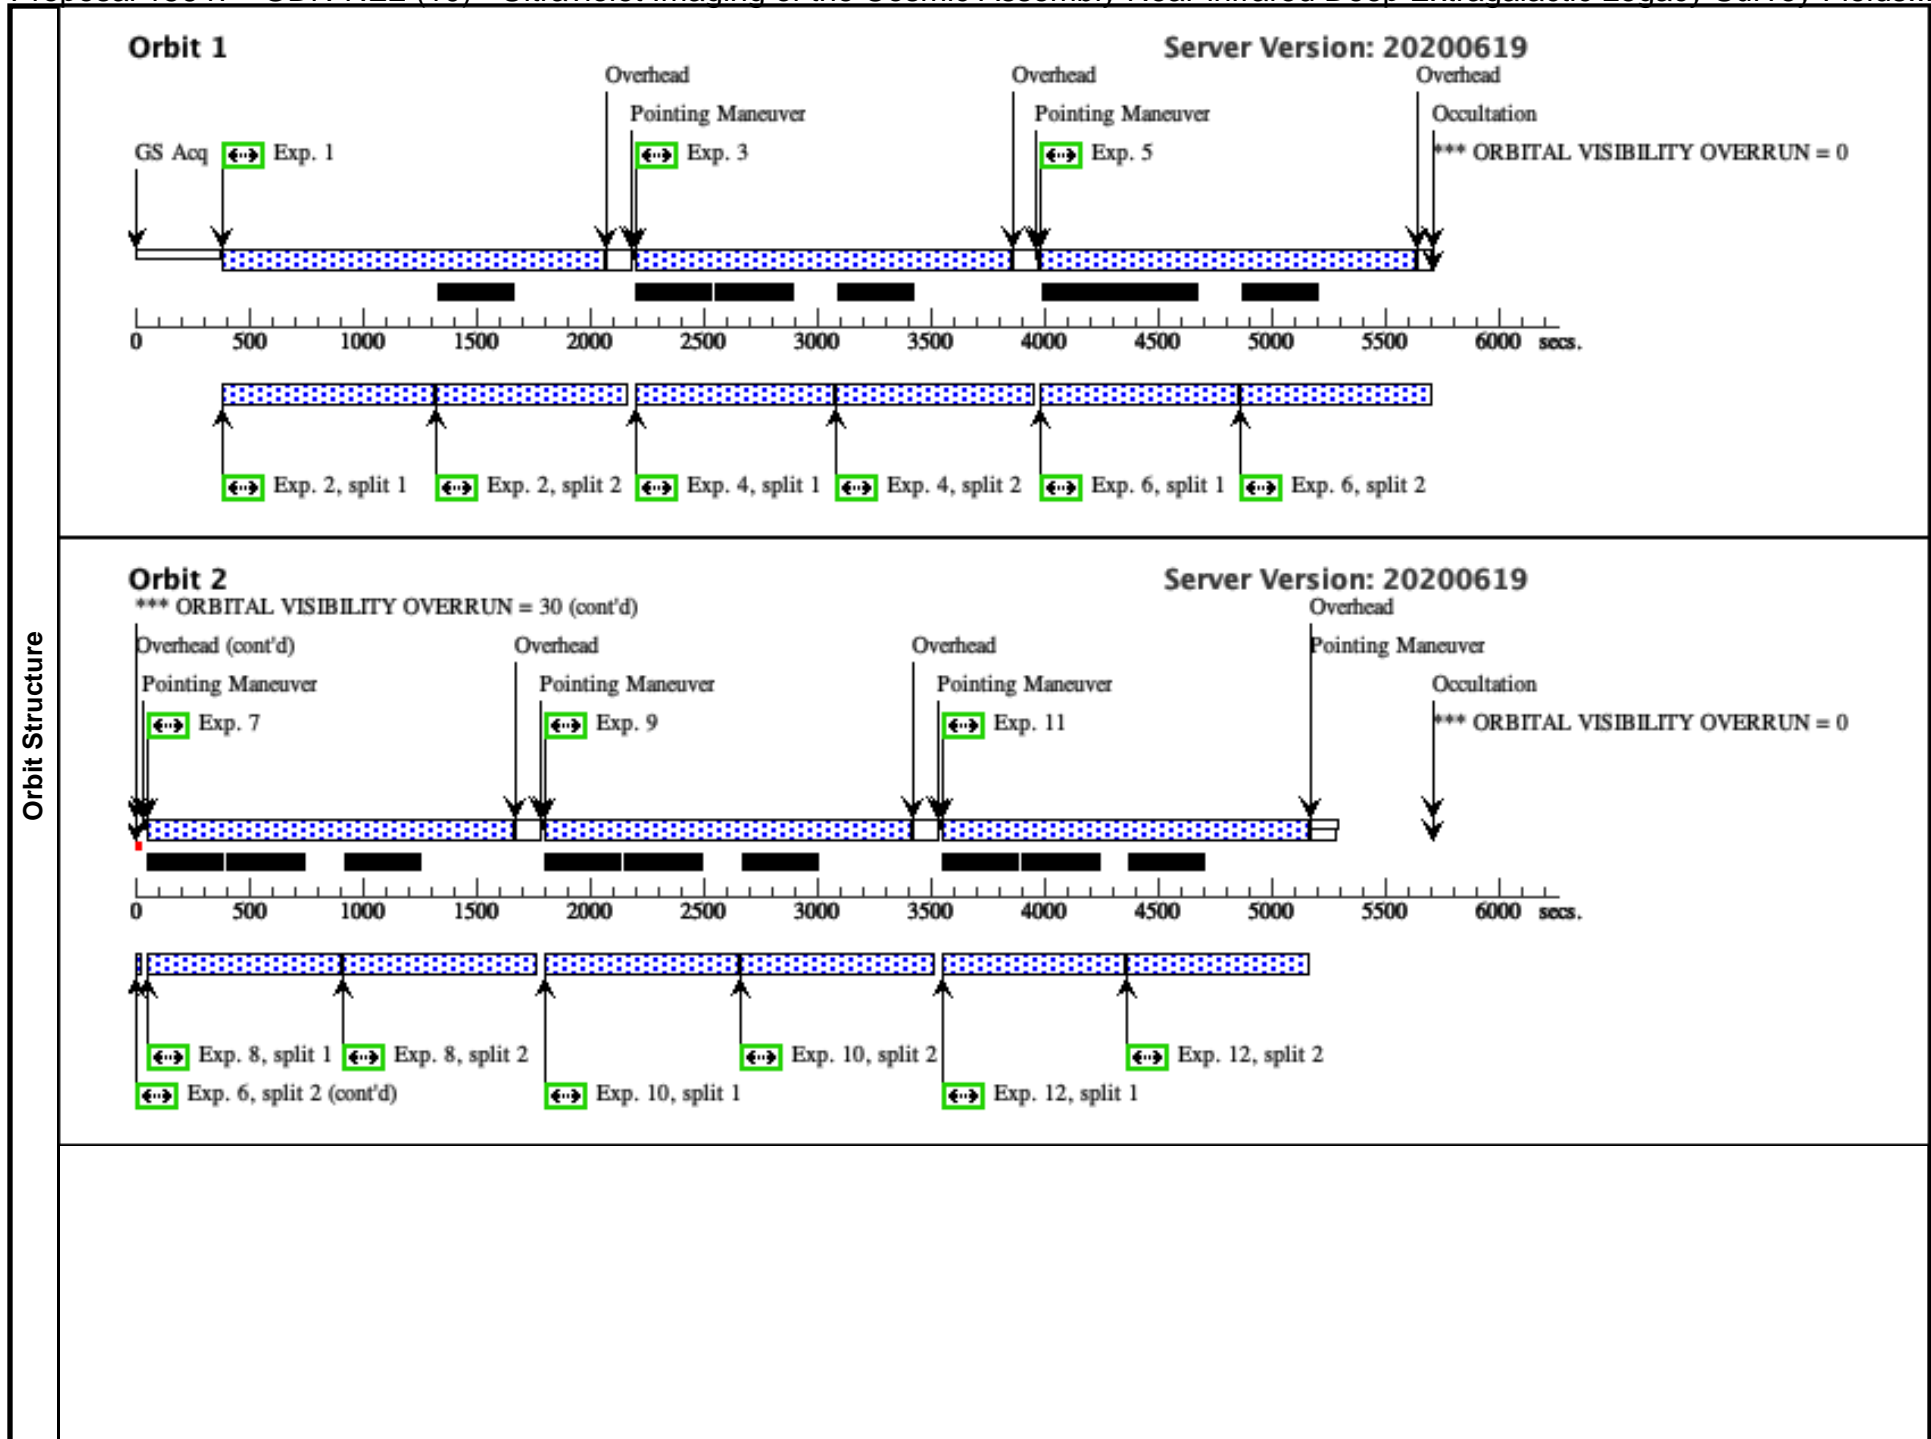 Orbit Structure
Orbit 1
Server Version: 20200619
Overhead
Overhead
Overhead
Pointing Maneuver
Pointing Maneuver
Occultation
GS Acq
Exp. 1
Exp. 3
Exp. 5
*** ORBITAL VISIBILITY OVERRUN = 0
0 500 1000 1500 2000 2500 3000 3500 4000 4500 5000 5500 6000 secs.
Exp. 2, split 1
Exp. 2, split 2
Exp. 4, split 1
Exp. 4, split 2
Exp. 6, split 1
Exp. 6, split 2
Orbit 2
Server Version: 20200619
*** ORBITAL VISIBILITY OVERRUN = 30 (cont'd)
Overhead
Overhead (cont'd)
Overhead
Overhead
Pointing Maneuver
Pointing Maneuver
Pointing Maneuver
Pointing Maneuver
Occultation
Exp. 7
Exp. 9
Exp. 11
*** ORBITAL VISIBILITY OVERRUN = 0
0 500 1000 1500 2000 2500 3000 3500 4000 4500 5000 5500 6000 secs.
Exp. 8, split 1
Exp. 8, split 2
Exp. 10, split 2
Exp. 12, split 2
Exp. 6, split 2 (cont'd)
Exp. 10, split 1
Exp. 12, split 1